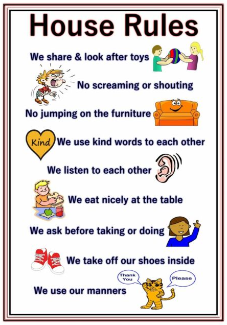 House Rules
We share & look after toys
No screaming or shouting
No jumping on the furniture
Kind
We use kind words to each other
We listen to each other
We eat nicely at the table
We ask before taking or doing
We take off our shoes inside
Thank You
Please
We use our manners